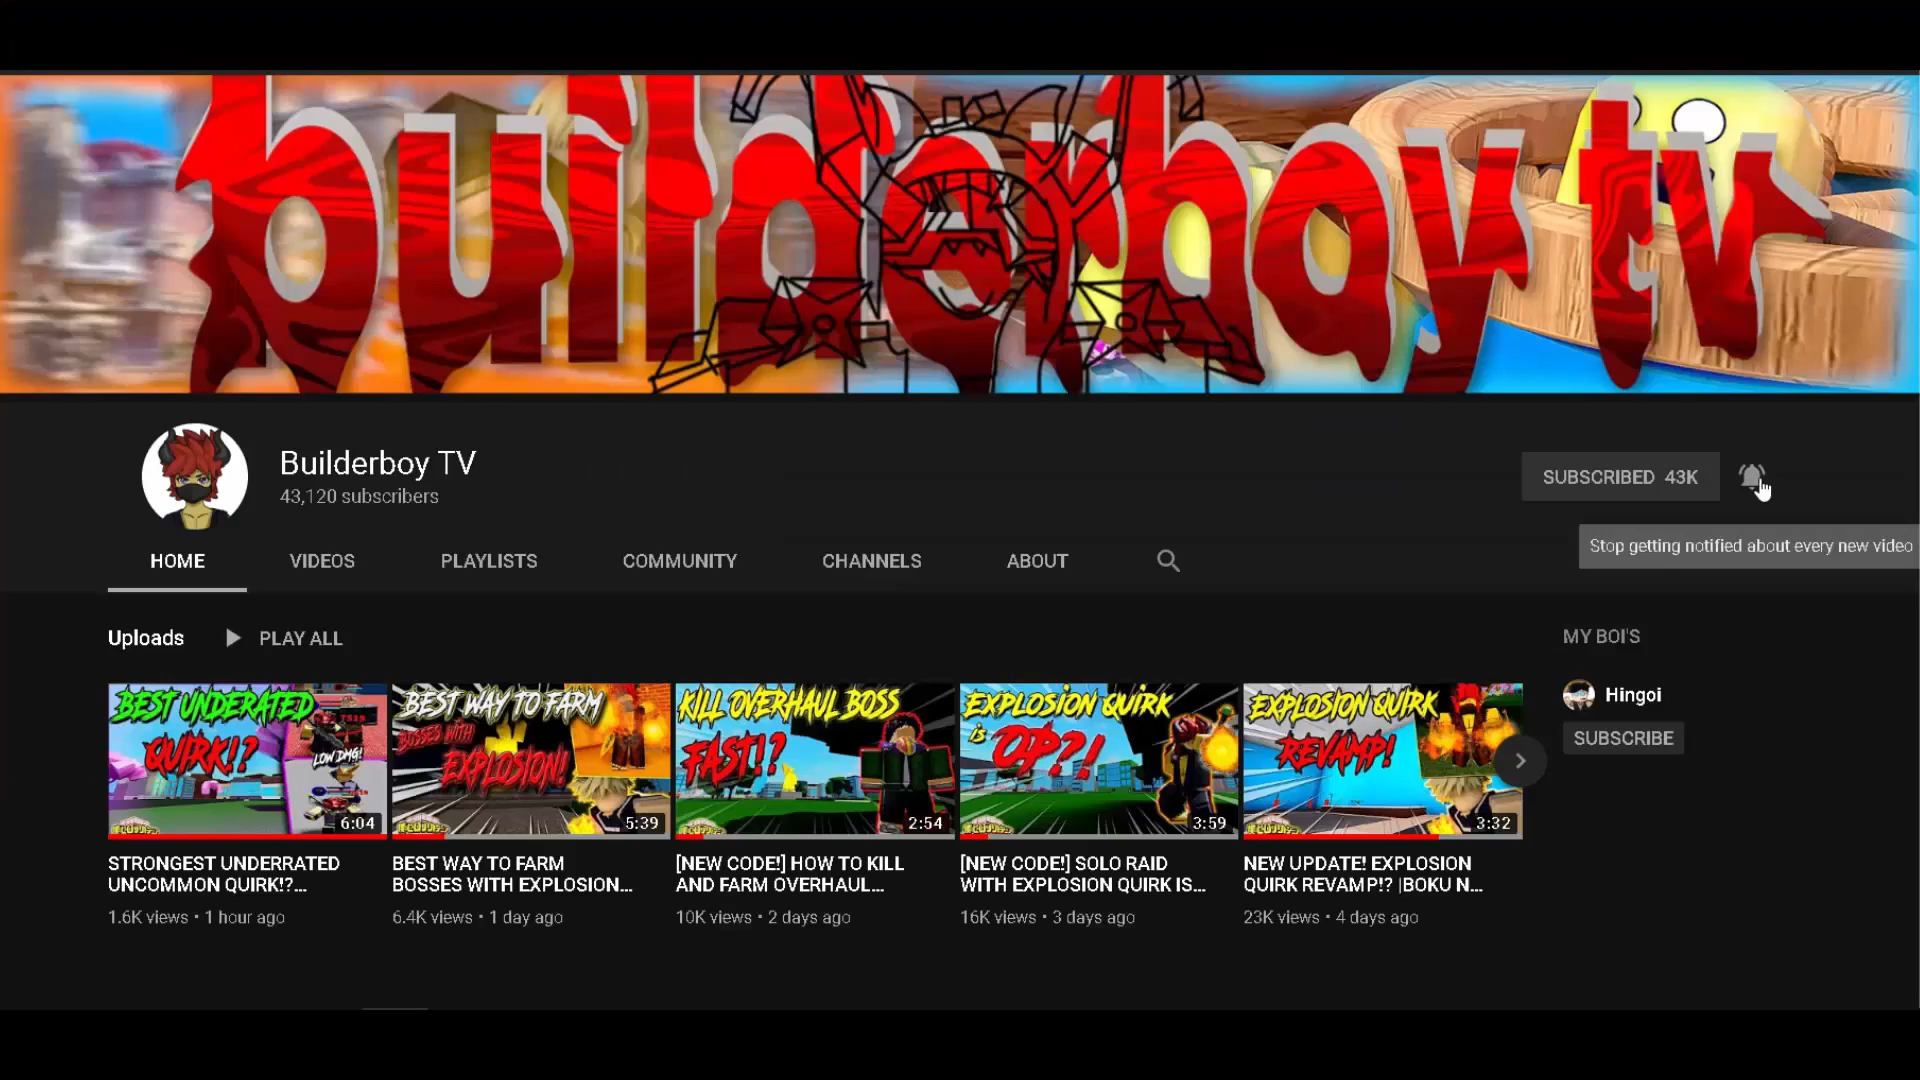 builderboy tv
Builderboy TV
43,120 subscribers
SUBSCRIBED 43K
Stop getting notified about every new video
HOME VIDEOS PLAYLISTS COMMUNITY CHANNELS ABOUT
Uploads PLAY ALL
MY BOI'S
Hingoi
SUBSCRIBE
BEST UNDERATED
QUIRK!?
LOW DMG!
6:04
STRONGEST UNDERRATED
UNCOMMON QUIRK!?...
1.6K views • 1 hour ago
BEST WAY TO FARM
BOSSES WITH
EXPLOSION!
5:39
BEST WAY TO FARM
BOSSES WITH EXPLOSION...
6.4K views • 1 day ago
KILL OVERHAUL BOSS
FAST!?
2:54
[NEW CODE!] HOW TO KILL
AND FARM OVERHAUL...
10K views • 2 days ago
EXPLOSION QUIRK
is OP?!
3:59
[NEW CODE!] SOLO RAID
WITH EXPLOSION QUIRK IS...
16K views • 3 days ago
EXPLOSION QUIRK
REVAMP!
3:32
NEW UPDATE! EXPLOSION
QUIRK REVAMP!? |BOKU N...
23K views • 4 days ago